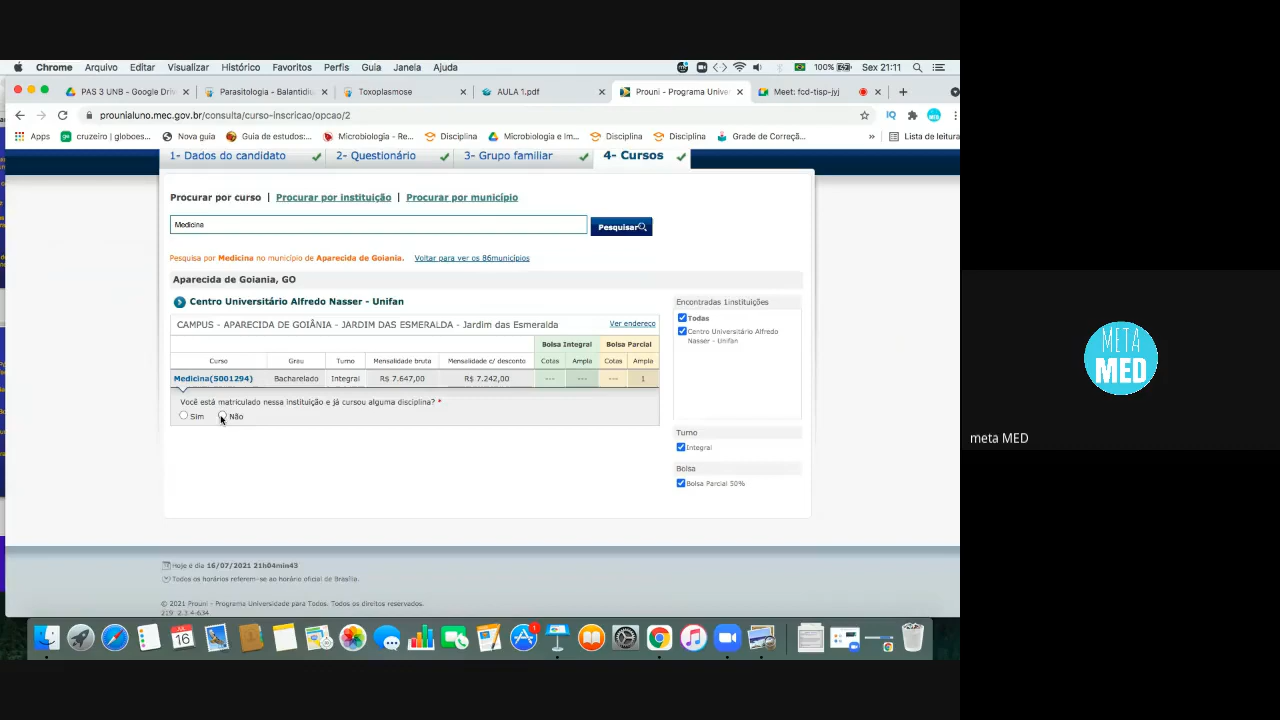 Chrome Arquivo Editar Visualizar Histórico Favoritos Perfis Guia Janela Ajuda 100% Sex 21:11
PAS 3 UNB - Google Driv Parasitologia - Balantidiu Toxoplasmose AULA 1.pdf Prouni - Programa Univer Meet: fcd-tisp-jyj
prounialuno.mec.gov.br/consulta/curso-inscricao/opcao/2
Apps cruzeiro | globoes... Nova guia Guia de estudos:... Microbiologia - Re... Disciplina Microbiologia e Im... Disciplina Disciplina Grade de Correçã... » Lista de leitura
1- Dados do candidato 2- Questionário 3- Grupo familiar 4- Cursos
Procurar por curso | Procurar por instituição | Procurar por município
Medicina Pesquisar
Pesquisa por Medicina no município de Aparecida de Goiania. Voltar para ver os 86municípios
Aparecida de Goiania, GO
Centro Universitário Alfredo Nasser - Unifan
CAMPUS - APARECIDA DE GOIÂNIA - JARDIM DAS ESMERALDA - Jardim das Esmeralda Ver endereço
Bolsa Integral Bolsa Parcial
Curso Grau Turno Mensalidade bruta Mensalidade c/ desconto Cotas Ampla Cotas Ampla
Medicina(5001294) Bacharelado Integral R$ 7.647,00 R$ 7.242,00 --- --- --- 1
Você está matriculado nessa instituição e já cursou alguma disciplina? *
Sim Não
Encontradas 1instituições
Todas
Centro Universitário Alfredo
Nasser - Unifan
Turno
Integral
Bolsa
Bolsa Parcial 50%
Hoje é dia 16/07/2021 21h04min43
Todos os horários referem-se ao horário oficial de Brasília.
© 2021 Prouni - Programa Universidade para Todos. Todos os direitos reservados.
219 2.3.4-634
JUL
16
1
META
MED
meta MED